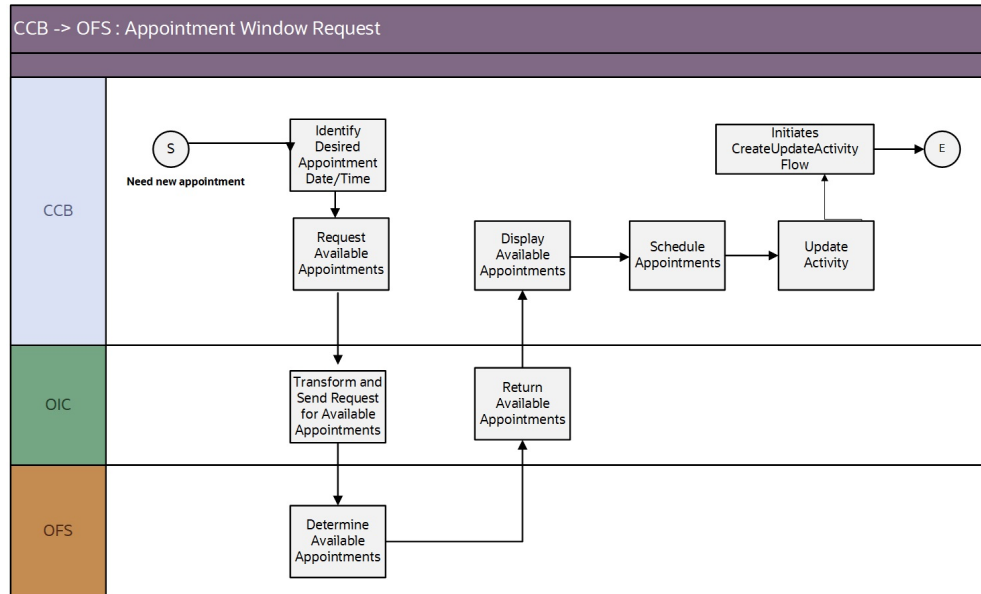 CCB -> OFS : Appointment Window Request
CCB
S
Need new appointment
Identify
Desired
Appointment
Date/Time
Request
Available
Appointments
Display
Available
Appointments
Schedule
Appointments
Update
Activity
Initiates
CreateUpdateActivity
Flow
E
OIC
Transform and
Send Request
for Available
Appointments
Return
Available
Appointments
OFS
Determine
Available
Appointments